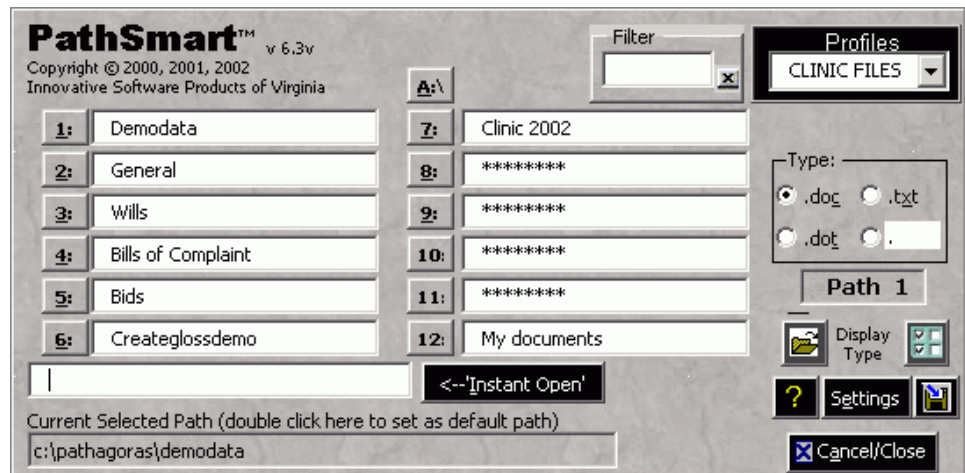 PathSmart™ v 6.3v
Copyright © 2000, 2001, 2002
Innovative Software Products of Virginia
A:\
Filter
x
Profiles
CLINIC FILES
1: Demodata
2: General
3: Wills
4: Bills of Complaint
5: Bids
6: Createglossdemo
7: Clinic 2002
8: ********
9: ********
10: ********
11: ********
12: My documents
Type:
.doc .txt
.dot .
Path 1
Display
Type
<--'Instant Open'
? Settings
Current Selected Path (double click here to set as default path)
c:\pathagoras\demodata
X Cancel/Close